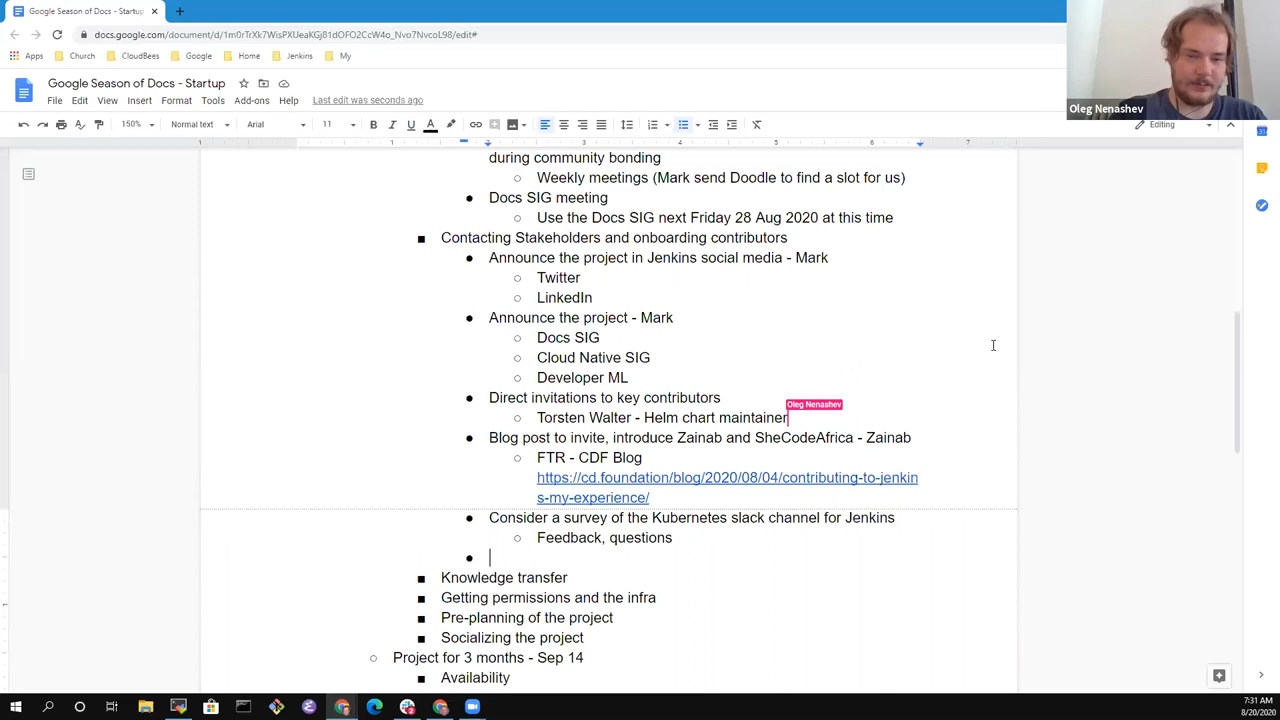 Google Season of Docs - Startup
docs.google.com/document/d/1m0rTrXk7WisPXUeaKGj81dOFO2CcW4o_Nvo7NvcoL98/edit#
Apps Church CloudBees Google Home Jenkins My
Oleg Nenashev
Google Season of Docs - Startup
File Edit View Insert Format Tools Add-ons Help Last edit was seconds ago
150% Normal text Arial 11 Editing
1 1 2 3 4 5 6 7
during community bonding
Weekly meetings (Mark send Doodle to find a slot for us)
Docs SIG meeting
Use the Docs SIG next Friday 28 Aug 2020 at this time
Contacting Stakeholders and onboarding contributors
Announce the project in Jenkins social media - Mark
Twitter
LinkedIn
Announce the project - Mark
Docs SIG
Cloud Native SIG
Developer ML
Direct invitations to key contributors
Oleg Nenashev
Torsten Walter - Helm chart maintainer
Blog post to invite, introduce Zainab and SheCodeAfrica - Zainab
FTR - CDF Blog
https://cd.foundation/blog/2020/08/04/contributing-to-jenkin
s-my-experience/
Consider a survey of the Kubernetes slack channel for Jenkins
Feedback, questions
Knowledge transfer
Getting permissions and the infra
Pre-planning of the project
Socializing the project
Project for 3 months - Sep 14
Availability
7:31 AM
8/20/2020